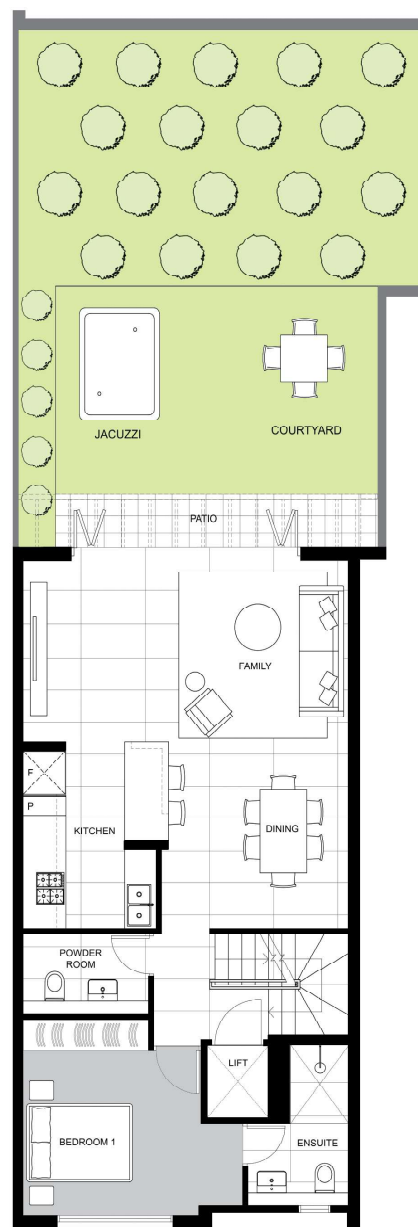 JACUZZI
COURTYARD
PATIO
FAMILY
F
P
KITCHEN
DINING
POWDER
ROOM
LIFT
BEDROOM 1
ENSUITE